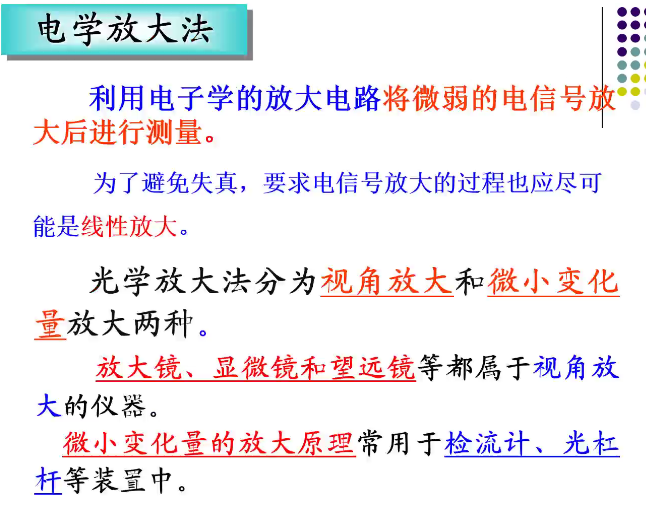 电学放大法
利用电子学的放大电路将微弱的电信号放
大后进行测量。
为了避免失真，要求电信号放大的过程也应尽可
能是线性放大。
光学放大法分为视角放大和微小变化
量放大两种。
放大镜、显微镜和望远镜等都属于视角放
大的仪器。
微小变化量的放大原理常用于检流计、光杠
杆等装置中。